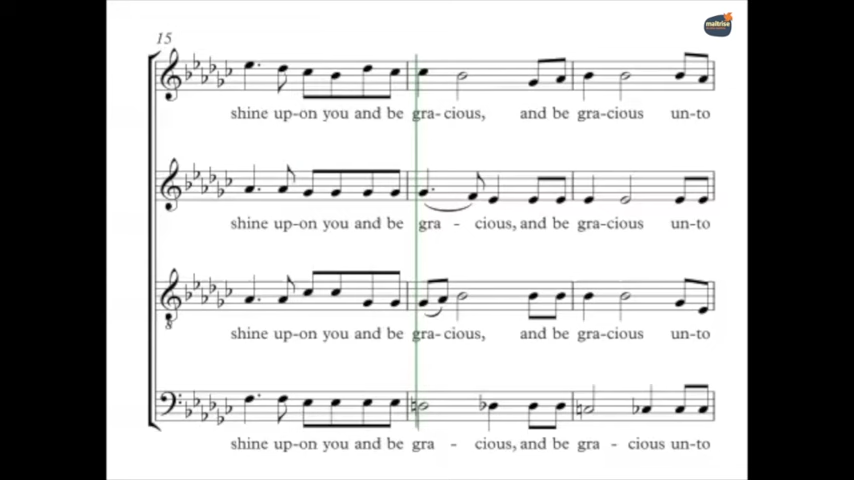 maîtrise
15
shine up-on you and be gra-cious, and be gra-cious un-to
shine up-on you and be gra - cious, and be gra-cious un-to
8
shine up-on you and be gra-cious, and be gra-cious un-to
shine up-on you and be gra - cious, and be gra - cious un-to